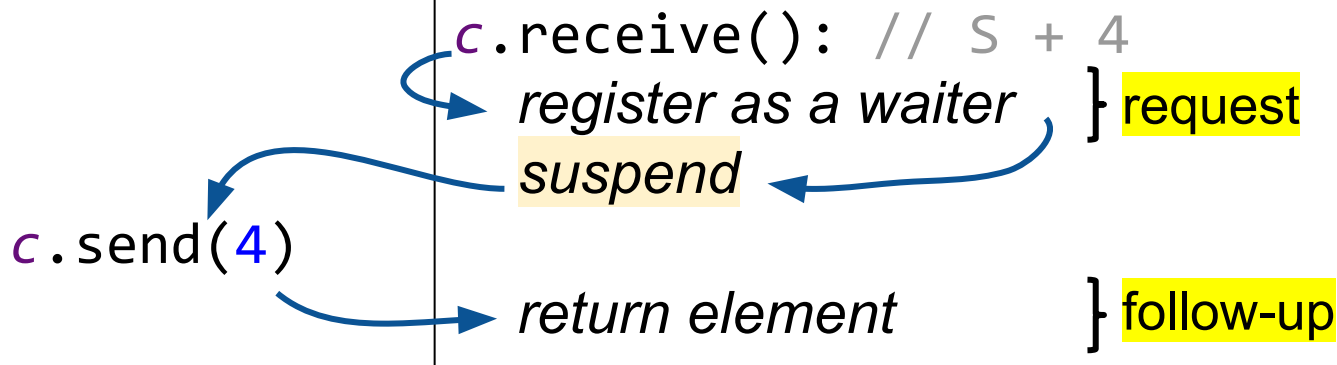 c.receive(): // S + 4
register as a waiter } request
suspend
c.send(4)
return element } follow-up